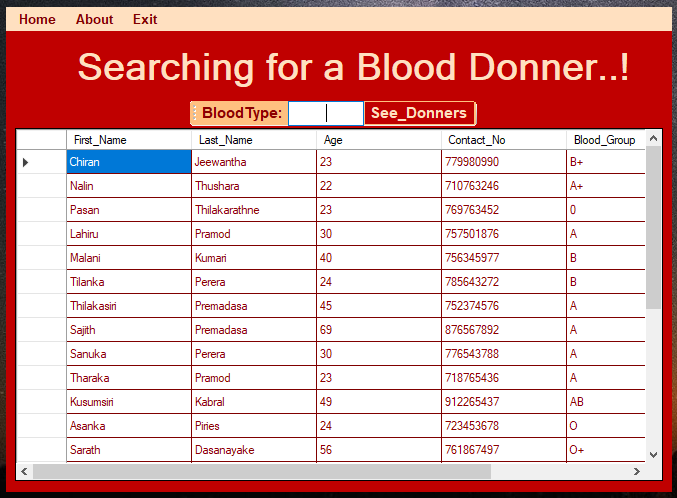 Home About Exit
Searching for a Blood Donner..!
BloodType: See_Donners
First_Name Last_Name Age Contact_No Blood_Group
Chiran Jeewantha 23 779980990 B+
Nalin Thushara 22 710763246 A+
Pasan Thilakarathne 23 769763452 0
Lahiru Pramod 30 757501876 A
Malani Kumari 40 756345977 B
Tilanka Perera 24 785643272 B
Thilakasiri Premadasa 45 752374576 A
Sajith Premadasa 69 876567892 A
Sanuka Perera 30 776543788 A
Tharaka Pramod 23 718765436 A
Kusumsiri Kabral 49 912265437 AB
Asanka Piries 24 723453678 O
Sarath Dasanayake 56 761867497 O+